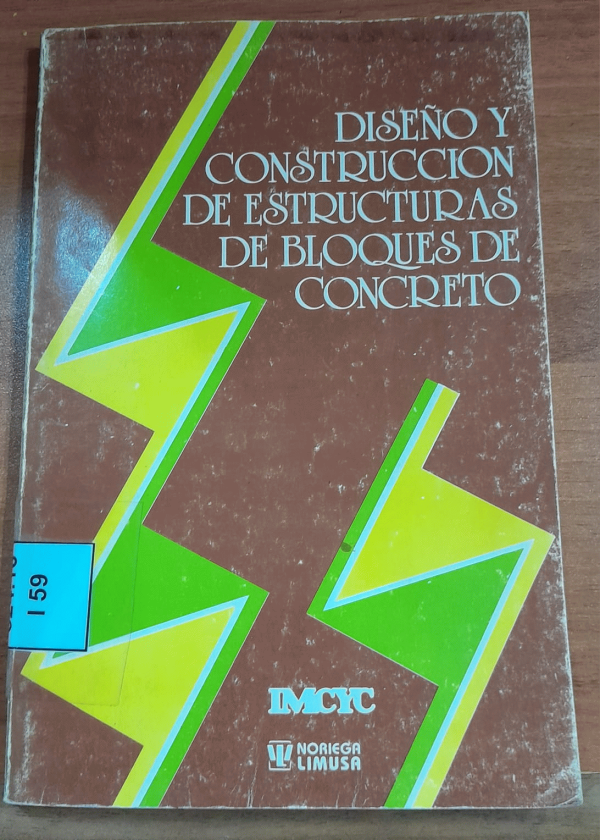 DISEÑO Y
CONSTRUCCION
DE ESTRUCTURAS
DE BLOQUES DE
CONCRETO
I 59
IMCYC
NORIEGA
LIMUSA